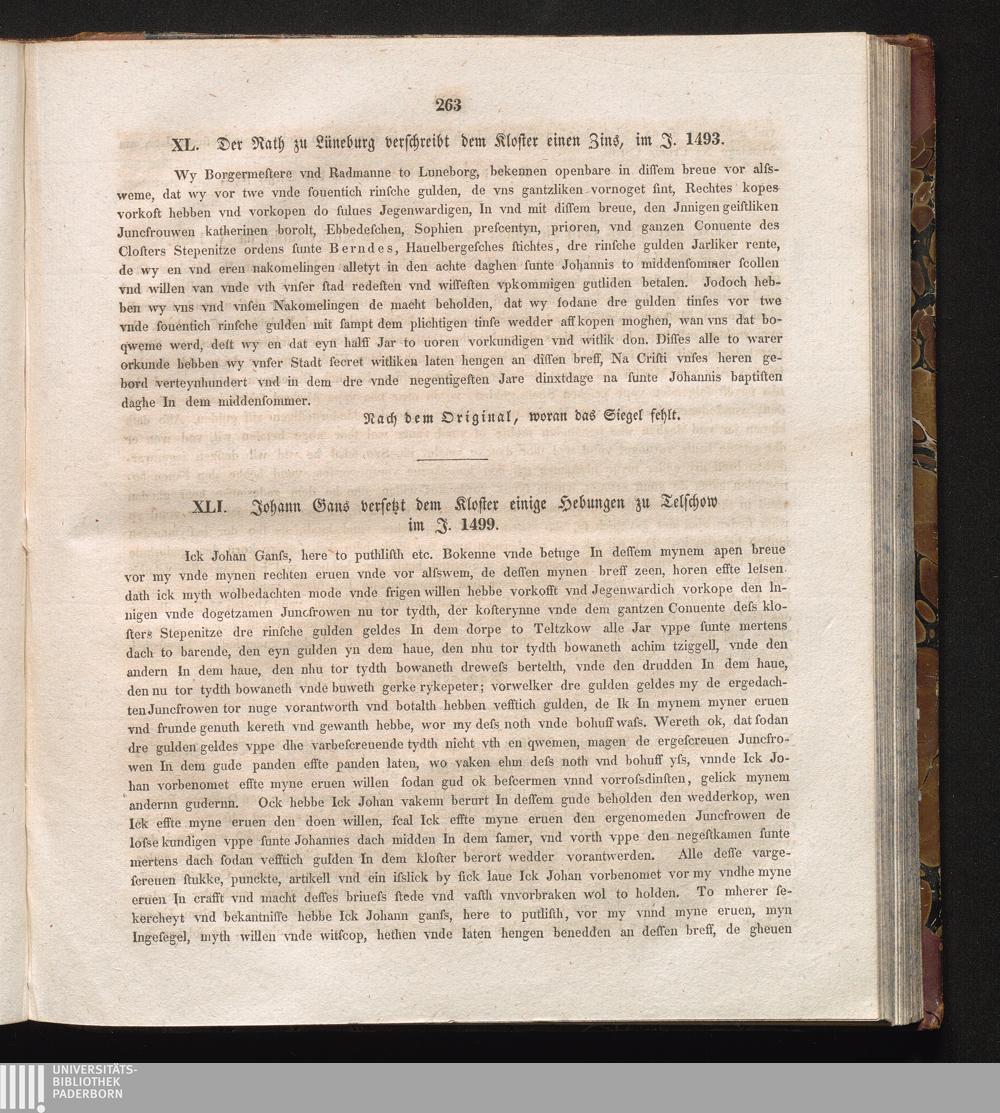 263
XL. Der Rath zu Lüneburg verschreibt dem Kloster einen Zins, im J. 1493.
Wy Borgermeſtere vnd Radmanne to Luneborg, bekennen openbare in diſſem breue vor alſs-
weme, dat wy vor twe vnde fouentich rinſche gulden, de vns gantzliken vornoget ſint, Rechtes kopes
vorkoft hebben vnd vorkopen do ſulues Jegenwardigen, In vnd mit diſſem breue, den Jnnigen geiſtliken
Juncfrouwen katherinen borolt, Ebbedeſchen, Sophien preſcentyn, prioren, vnd ganzen Conuente des
Cloſters Stepenitze ordens ſunte Berndes, Hauelbergeſches ſtichtes, dre rinſche gulden Jarliker rente,
de wy en vnd eren nakomelingen alletyt in den achte daghen ſunte Johannis to middenſommer ſcollen
vnd willen van vnde vth vnſer ſtad redeſten vnd wiſſeſten vpkommigen gutliden betalen. Jodoch heb-
ben wy vns vnd vnſen Nakomelingen de macht beholden, dat wy ſodane dre gulden tinſes vor twe
vnde ſouentich rinſche gulden mit ſampt dem plichtigen tinſe wedder affkopen moghen, wan vns dat bo-
qweme werd, deſt wy en dat eyn halff Jar to uoren vorkundigen vnd witlik don. Diſſes alle to warer
orkunde hebben wy vnſer Stadt ſecret witliken laten hengen an diſſen breff, Na Criſti vnſes heren ge-
bord verteynhundert vnd in dem dre vnde negentigeſten Jare dinxtdage na ſunte Johannis baptiſten
daghe In dem middenſommer.
Nach dem Original, woran das Siegel fehlt.
XLI. Johann Gans versetzt dem Kloster einige Hebungen zu Telschow
im J. 1499.
Ick Johan Ganſs, here to puthliſth etc. Bokenne vnde betuge In deſſem mynem apen breue
vor my vnde mynen rechten eruen vnde vor alſswem, de deſſen mynen breff zeen, horen effte leſsen
dath ick myth wolbedachten mode vnde frigen willen hebbe vorkofft vnd Jegenwardich vorkope den In-
nigen vnde dogetzamen Juncfrowen nu tor tydth, der koſterynne vnde dem gantzen Conuente deſs klo-
ſters Stepenitze dre rinſche gulden geldes In dem dorpe to Teltzkow alle Jar vppe ſunte mertens
dach to barende, den eyn gulden yn dem haue, den nhu tor tydth bowaneth achim tziggell, vnde den
andern In dem haue, den nhu tor tydth bowaneth dreweſs bertelth, vnde den drudden In dem haue,
den nu tor tydth bowaneth vnde buweth gerke rykepeter; vorwelker dre gulden geldes my de ergedach-
ten Juncfrowen tor nuge vorantworth vnd botalth hebben vefftich gulden, de Ik In mynem myner eruen
vnd frunde genuth kereth vnd gewanth hebbe, wor my deſs noth vnde bohuff waſs. Wereth ok, dat ſodan
dre gulden geldes vppe dhe varbeſcreuende tydth nicht vth en qwemen, magen de ergeſcreuen Juncfro-
wen In dem gude panden effte panden laten, wo vaken ehm deſs noth vnd bohuff yſs, vnnde Ick Jo-
han vorbenomet effte myne eruen willen ſodan gud ok beſcermen vnnd vorroſsdinſten, gelick mynem
andernn gudernn. Ock hebbe Ick Johan vakenn berurt In deſſem gude beholden den wedderkop, wen
Ick effte myne eruen den doen willen, ſcal Ick effte myne eruen den ergenomeden Juncfrowen de
loſse kundigen vppe ſunte Johannes dach midden In dem ſamer, vnd vorth vppe den negeſtkamen ſunte
mertens dach ſodan vefftich gulden In dem kloſter berort wedder vorantwerden. Alle deſſe varge-
ſcreuen ſtukke, punckte, artikell vnd ein iſslick by ſick laue Ick Johan vorbenomet vor my vndhe myne
eruen In crafft vnd macht deſſes briueſs ſtede vnd vaſth vnvorbraken wol to holden. To mherer ſe-
kercheyt vnd bekantniſſe hebbe Ick Johann ganſs, here to putliſth, vor my vnnd myne eruen, myn
Ingeſegel, myth willen vnde witſcop, hethen vnde laten hengen benedden an deſſen breff, de gheuen
UNIVERSITÄTS-
BIBLIOTHEK
PADERBORN